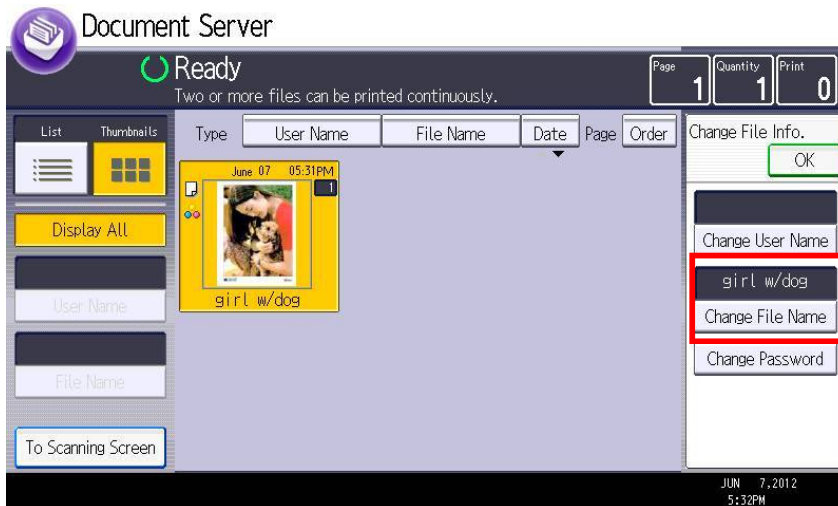 Document Server
Ready
Two or more files can be printed continuously.
Page 1
Quantity 1
Print 0
List Thumbnails
Type User Name File Name Date Page Order
Change File Info.
OK
June 07 05:31PM
1
girl w/dog
Display All
User Name
File Name
To Scanning Screen
Change User Name
girl w/dog
Change File Name
Change Password
JUN 7,2012
5:32PM